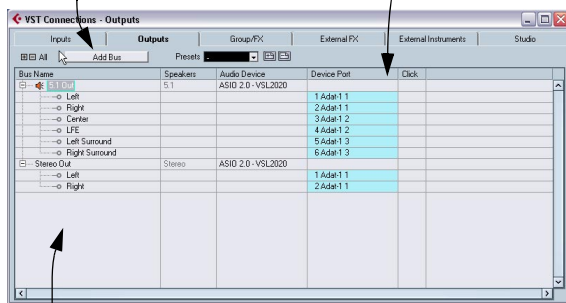 VST Connections - Outputs
Inputs Outputs Group/FX External FX External Instruments Studio
All Add Bus Presets -
Bus Name Speakers Audio Device Device Port Click
5.1 Out 5.1 ASIO 2.0 - VSL2020
Left 1 Adat-1 1
Right 2 Adat-1 1
Center 3 Adat-1 2
LFE 4 Adat-1 2
Left Surround 5 Adat-1 3
Right Surround 6 Adat-1 3
Stereo Out Stereo ASIO 2.0 - VSL2020
Left 1 Adat-1 1
Right 2 Adat-1 1